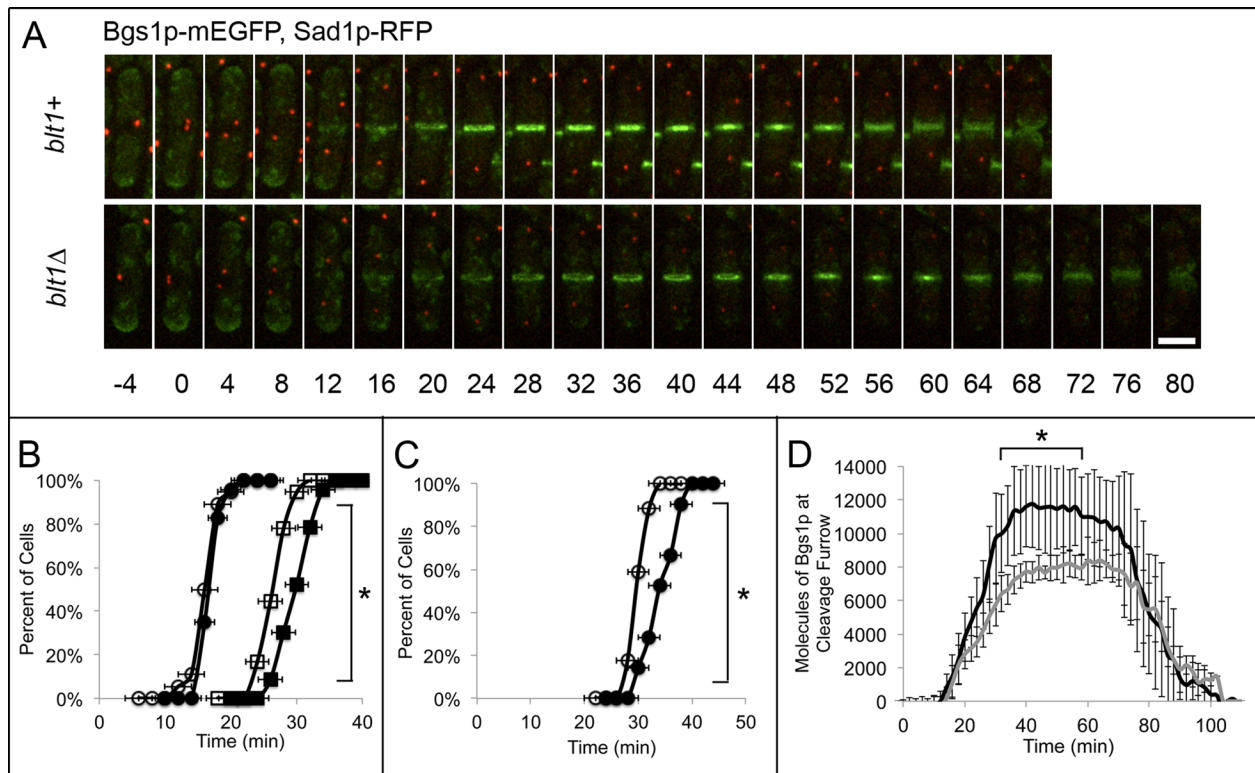 A
Bgs1p-mEGFP, Sad1p-RFP
blt1+
blt1Δ
-4 0 4 8 12 16 20 24 28 32 36 40 44 48 52 56 60 64 68 72 76 80
B
100%
80%
60%
40%
20%
0%
Percent of Cells
0 10 20 30 40
Time (min)
*
C
100%
80%
60%
40%
20%
0%
Percent of Cells
0 10 20 30 40 50
Time (min)
*
D
*
14000
12000
10000
8000
6000
4000
2000
0
Molecules of Bgs1p at
Cleavage Furrow
0 20 40 60 80 100
Time (min)